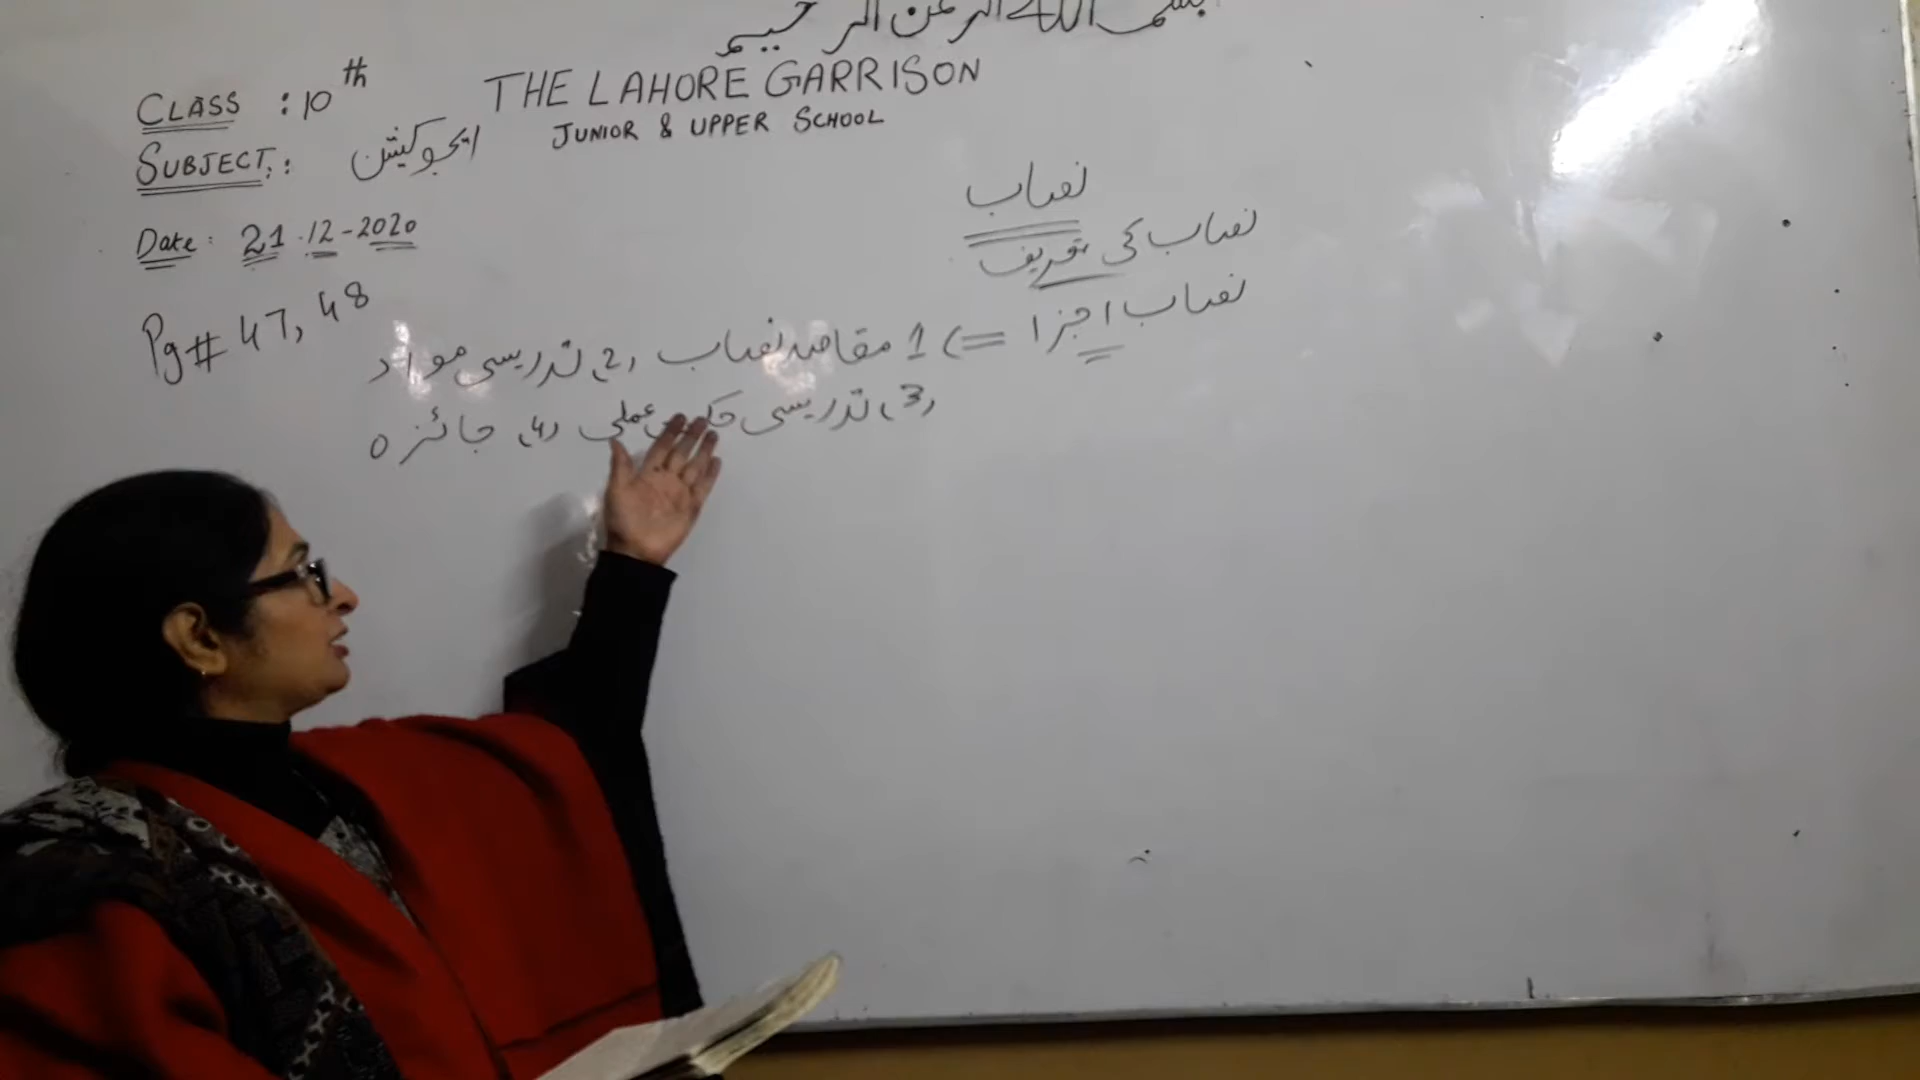 بسم اللہ الرحمن الرحیم
THE LAHORE GARRISON
JUNIOR & UPPER SCHOOL
CLASS : 10th
SUBJECT : ایجوکیشن
Date : 21.12-2020
Pg# 47, 48
نصاب
نصاب کی تعریف
نصاب اجزا => 1 مقاصد نصاب (2) تدریسی مواد
(3) تدریسی حکمت عملی (4) جائزہ